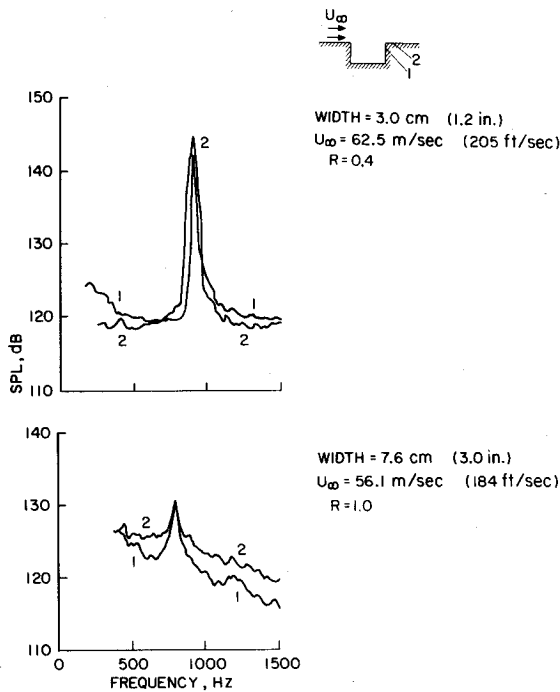 U∞
2
1
WIDTH = 3.0 cm (1.2 in.)
U∞ = 62.5 m/sec (205 ft/sec)
R = 0.4
150
140
130
120
110
2
1
1
2
2
SPL, dB
WIDTH = 7.6 cm (3.0 in.)
U∞ = 56.1 m/sec (184 ft/sec)
R = 1.0
140
130
120
110
2
1
2
1
0
500
1000
1500
FREQUENCY, Hz